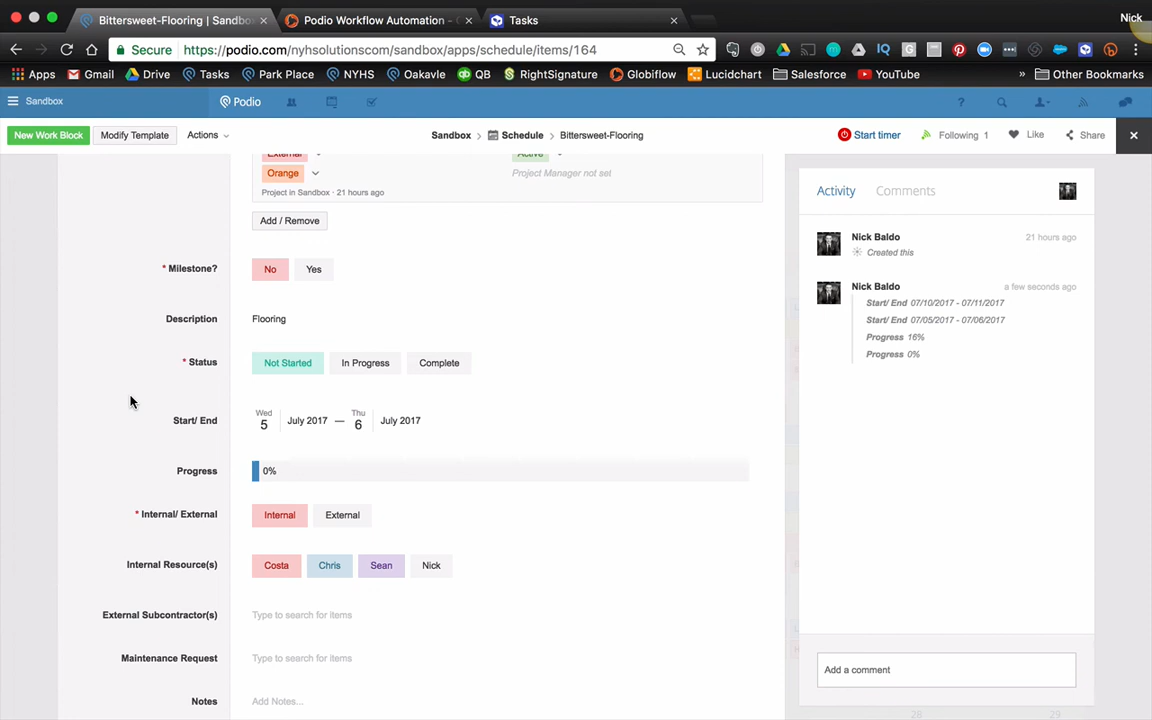 Nick
Bittersweet-Flooring | Sandbox
Podio Workflow Automation -
Tasks
Secure
https://podio.com/nyhsolutionscom/sandbox/apps/schedule/items/164
Apps Gmail Drive Tasks Park Place NYHS Oakavle QB RightSignature Globiflow Lucidchart Salesforce YouTube » Other Bookmarks
Sandbox
Podio
New Work Block Modify Template Actions
Sandbox Schedule Bittersweet-Flooring
Start timer Following 1 Like Share
External Active
Orange Project Manager not set
Project in Sandbox · 21 hours ago
Add / Remove
* Milestone? No Yes
Description Flooring
* Status Not Started In Progress Complete
Start/ End Wed 5 July 2017 — Thu 6 July 2017
Progress 0%
* Internal/ External Internal External
Internal Resource(s) Costa Chris Sean Nick
External Subcontractor(s) Type to search for items
Maintenance Request Type to search for items
Notes Add Notes...
Activity Comments
Nick Baldo 21 hours ago
Created this
Nick Baldo a few seconds ago
Start/ End 07/10/2017 - 07/11/2017
Start/ End 07/05/2017 - 07/06/2017
Progress 16%
Progress 0%
Add a comment
28 29